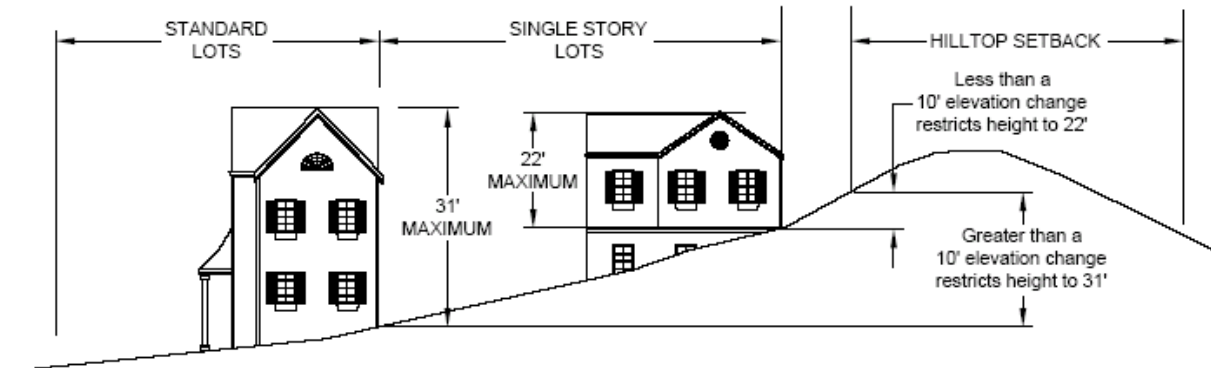 STANDARD
LOTS
SINGLE STORY
LOTS
HILLTOP SETBACK
Less than a
10' elevation change
restricts height to 22'
22'
MAXIMUM
31'
MAXIMUM
Greater than a
10' elevation change
restricts height to 31'